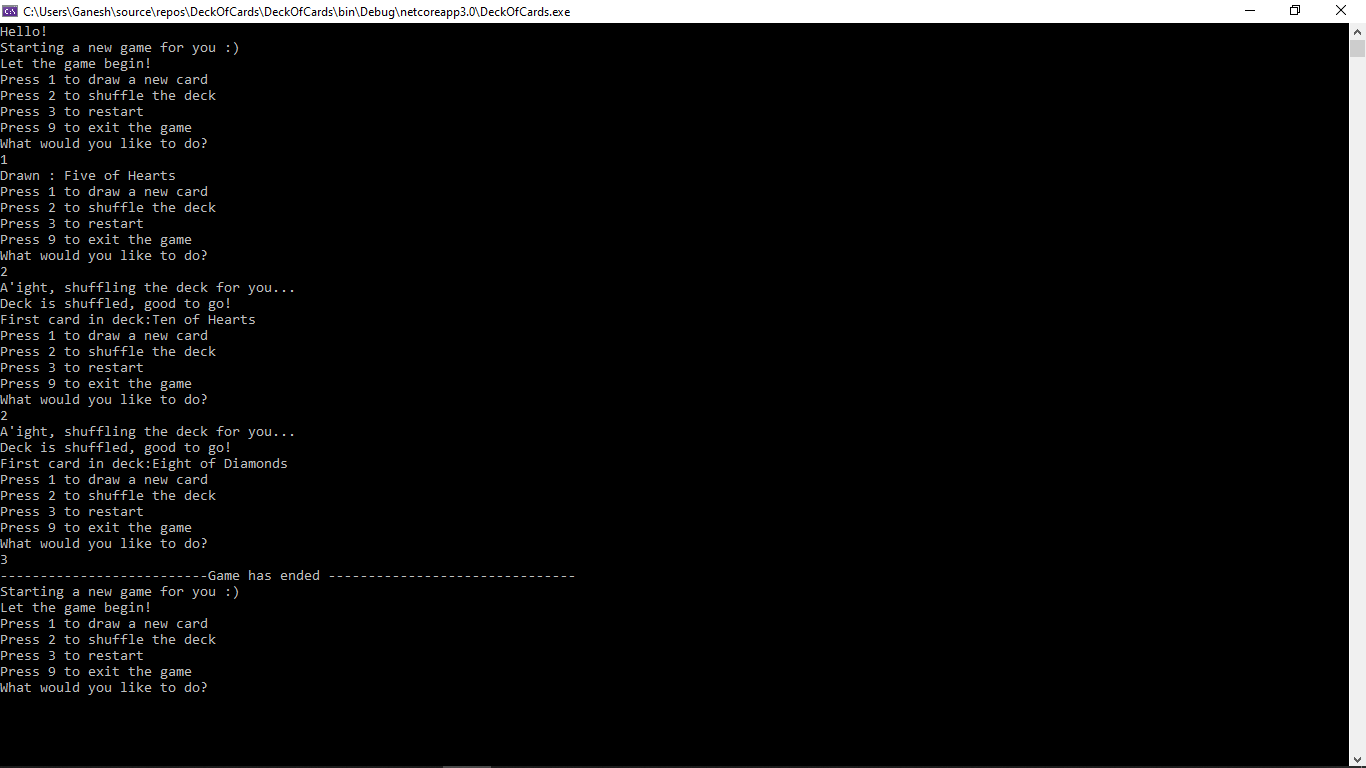 C:\Users\Ganesh\source\repos\DeckOfCards\DeckOfCards\bin\Debug\netcoreapp3.0\DeckOfCards.exe
Hello!
Starting a new game for you :)
Let the game begin!
Press 1 to draw a new card
Press 2 to shuffle the deck
Press 3 to restart
Press 9 to exit the game
What would you like to do?
1
Drawn : Five of Hearts
Press 1 to draw a new card
Press 2 to shuffle the deck
Press 3 to restart
Press 9 to exit the game
What would you like to do?
2
A'ight, shuffling the deck for you...
Deck is shuffled, good to go!
First card in deck:Ten of Hearts
Press 1 to draw a new card
Press 2 to shuffle the deck
Press 3 to restart
Press 9 to exit the game
What would you like to do?
2
A'ight, shuffling the deck for you...
Deck is shuffled, good to go!
First card in deck:Eight of Diamonds
Press 1 to draw a new card
Press 2 to shuffle the deck
Press 3 to restart
Press 9 to exit the game
What would you like to do?
3
--------------------------Game has ended -------------------------------
Starting a new game for you :)
Let the game begin!
Press 1 to draw a new card
Press 2 to shuffle the deck
Press 3 to restart
Press 9 to exit the game
What would you like to do?